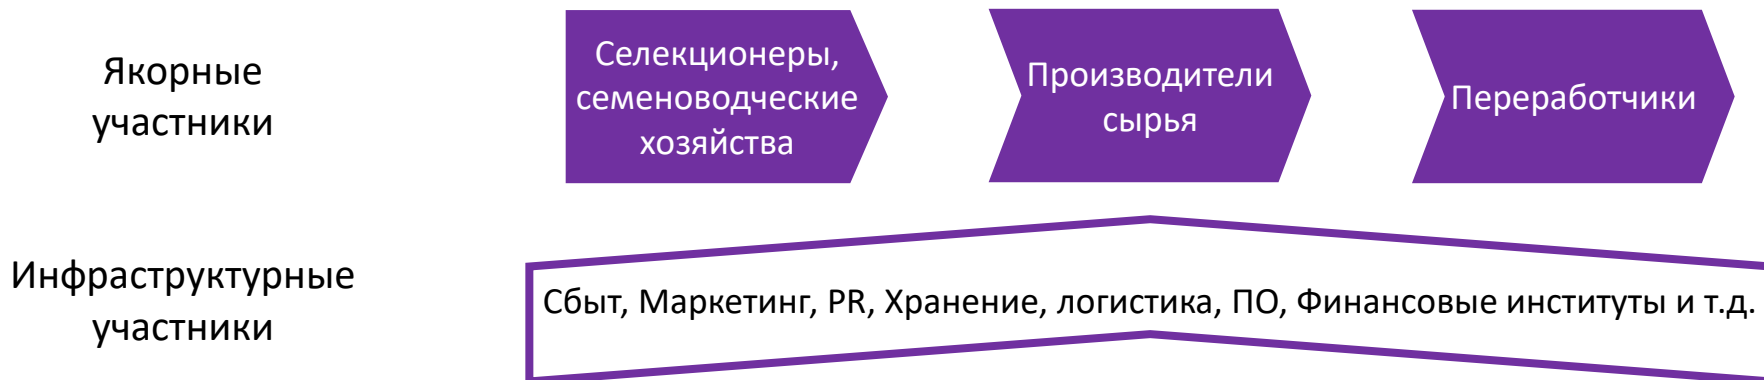 Якорные
участники
Селекционеры,
семеноводческие
хозяйства
Производители
сырья
Переработчики
Инфраструктурные
участники
Сбыт, Маркетинг, PR, Хранение, логистика, ПО, Финансовые институты и т.д.